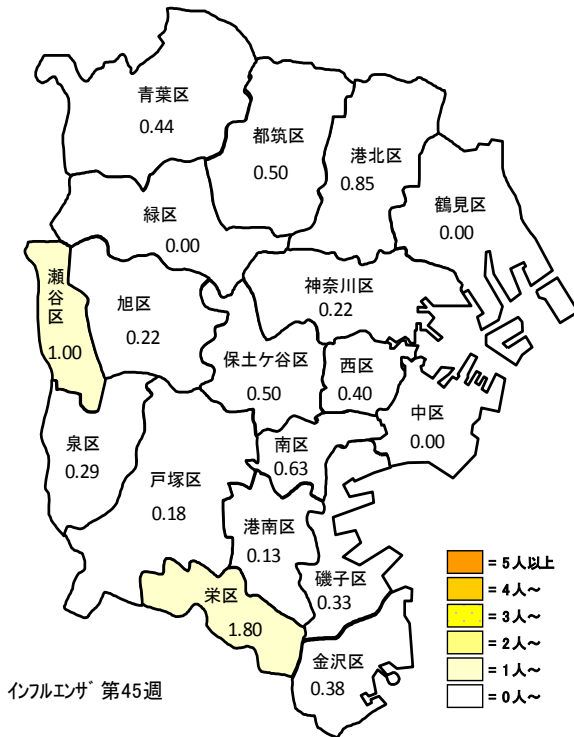 青葉区
0.44
都筑区
0.50
港北区
0.85
鶴見区
0.00
緑区
0.00
瀬谷区
1.00
旭区
0.22
神奈川区
0.22
保土ケ谷区
0.50
西区
0.40
中区
0.00
泉区
0.29
戸塚区
0.18
南区
0.63
港南区
0.13
磯子区
0.33
栄区
1.80
金沢区
0.38
= 5人以上
= 4人～
= 3人～
= 2人～
= 1人～
= 0人～
インフルエンザ 第45週